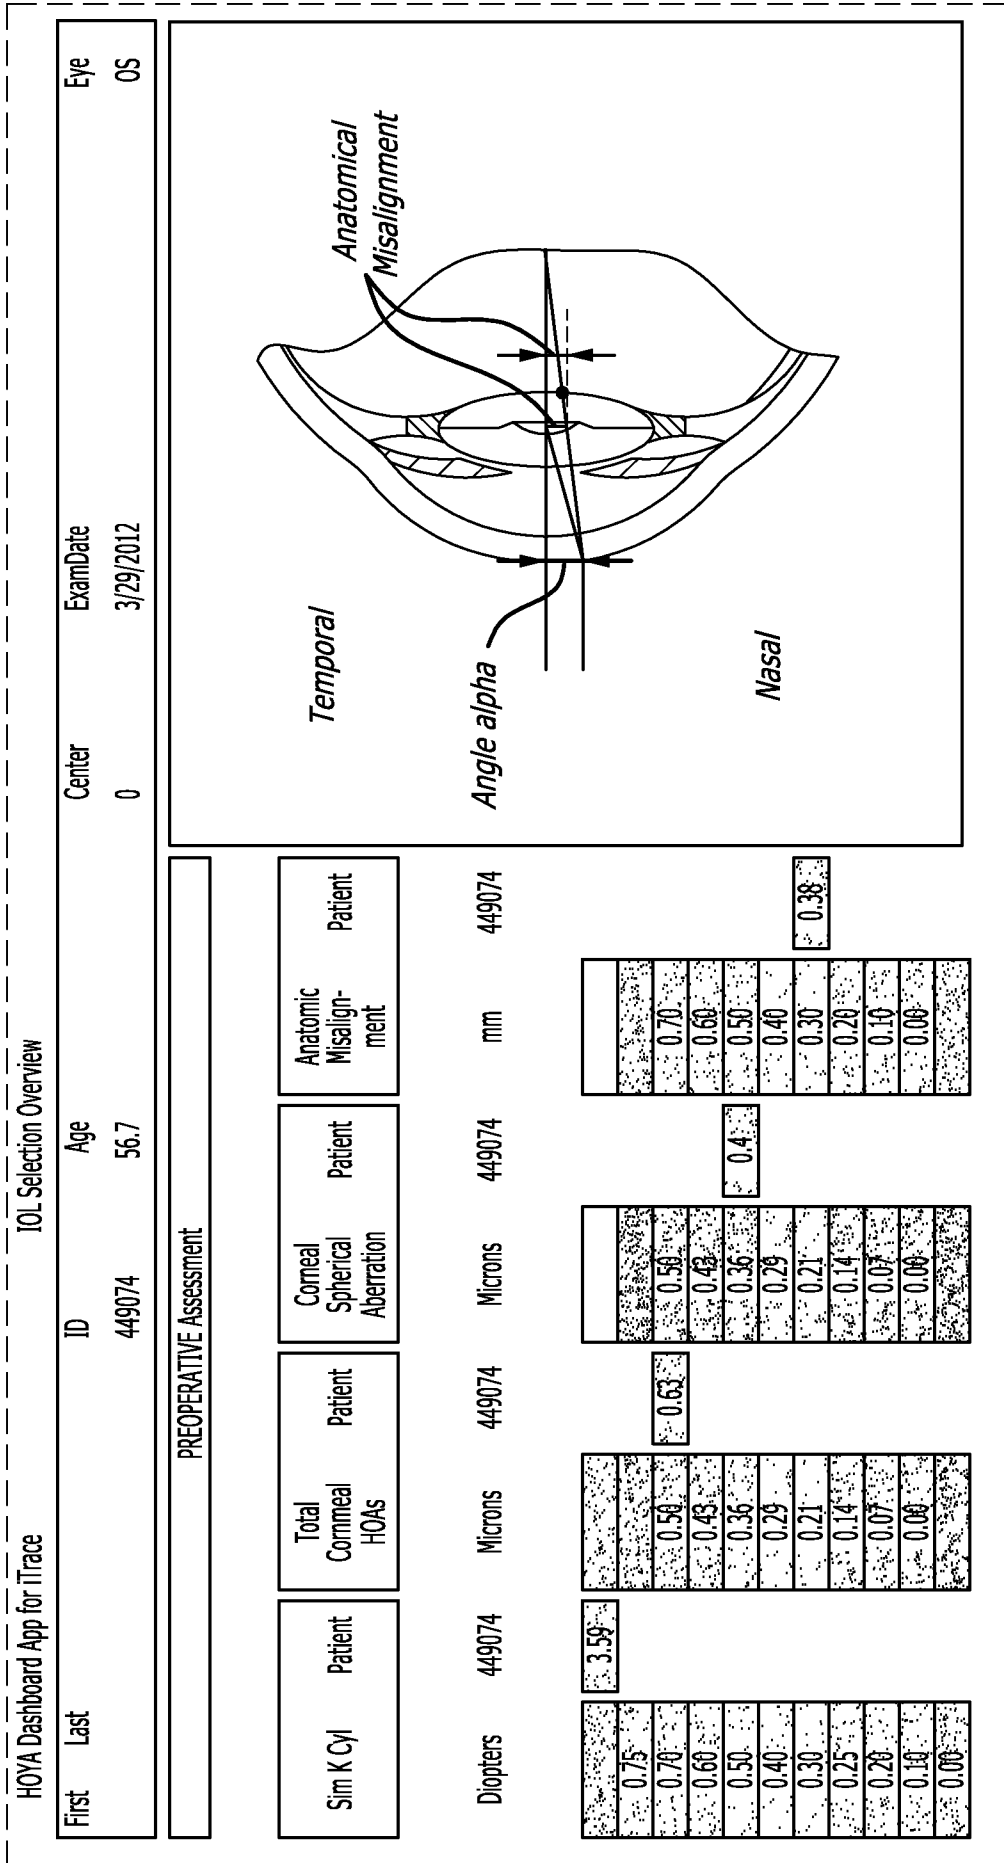 HOYA Dashboard App for iTrace
IOL Selection Overview
First Last ID Age Center ExamDate Eye
449074 56.7 0 3/29/2012 OS
PREOPERATIVE Assessment
Sim K Cyl
Patient
Total
Cornmeal
HOAs
Patient
Corneal
Spherical
Aberration
Patient
Anatomic
Misalign-
ment
Patient
Diopters 449074 Microns 449074 Microns 449074 mm 449074
3.59
0.75
0.70 0.50 0.63 0.50 0.70
0.60 0.43 0.43 0.60
0.50 0.36 0.36 0.4 0.50
0.40 0.29 0.29 0.40
0.30 0.21 0.21 0.30 0.38
0.25 0.14 0.14 0.20
0.20 0.07 0.07 0.10
0.10 0.00 0.00 0.00
0.00
Temporal
Anatomical
Misalignment
Angle alpha
Nasal